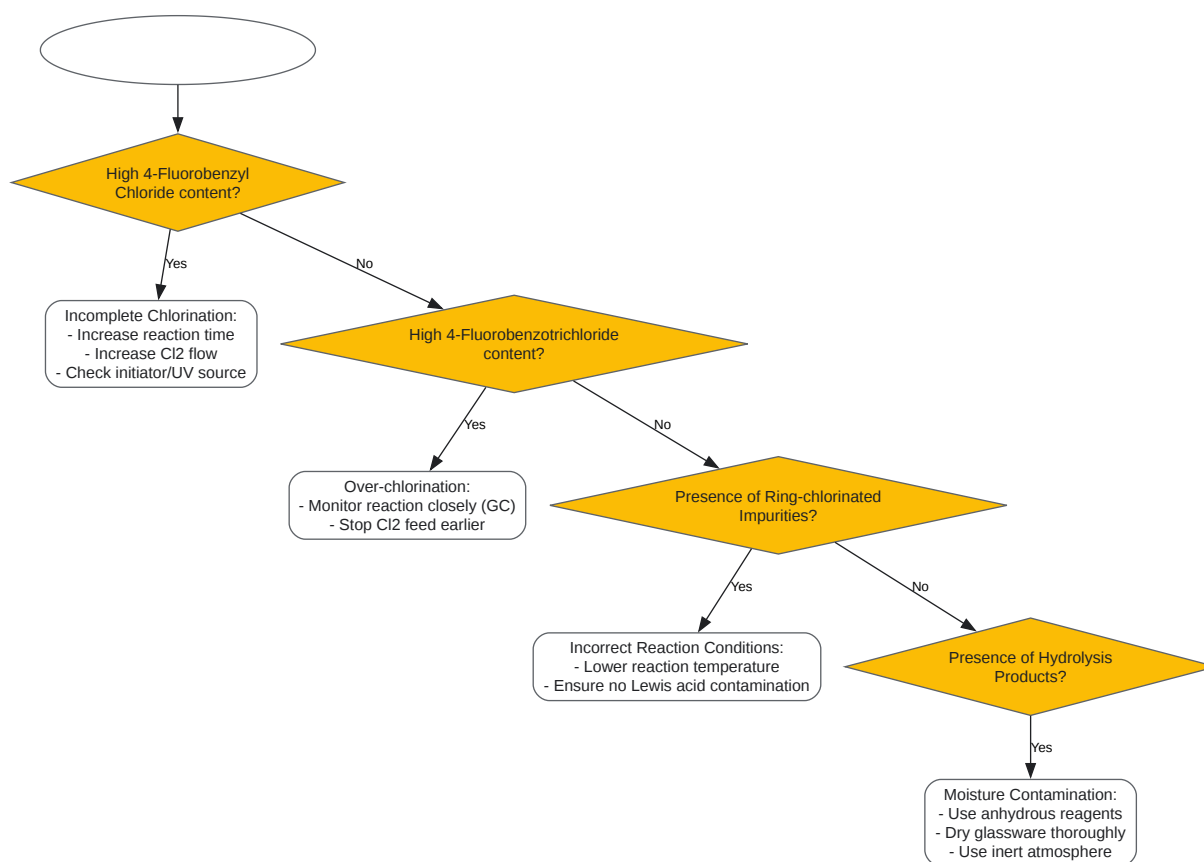 High 4-Fluorobenzyl
Chloride content?
Yes
No
Incomplete Chlorination:
- Increase reaction time
- Increase Cl2 flow
- Check initiator/UV source
High 4-Fluorobenzotrichloride
content?
Yes
No
Over-chlorination:
- Monitor reaction closely (GC)
- Stop Cl2 feed earlier
Presence of Ring-chlorinated
Impurities?
Yes
No
Incorrect Reaction Conditions:
- Lower reaction temperature
- Ensure no Lewis acid contamination
Presence of Hydrolysis
Products?
Yes
Moisture Contamination:
- Use anhydrous reagents
- Dry glassware thoroughly
- Use inert atmosphere